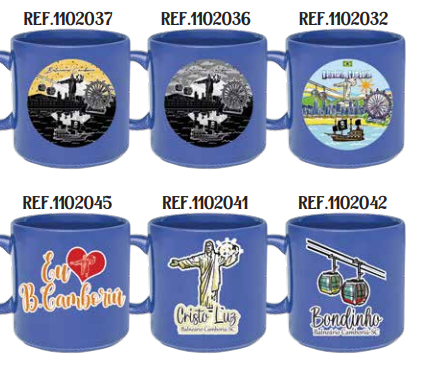 REF.1102037
REF.1102036
REF.1102032
REF.1102045
REF.1102041
REF.1102042
Eu
B.Camboriú
Cristo Luz
Balneário Camboriú-SC
Bondinho
Balneário Camboriú-SC